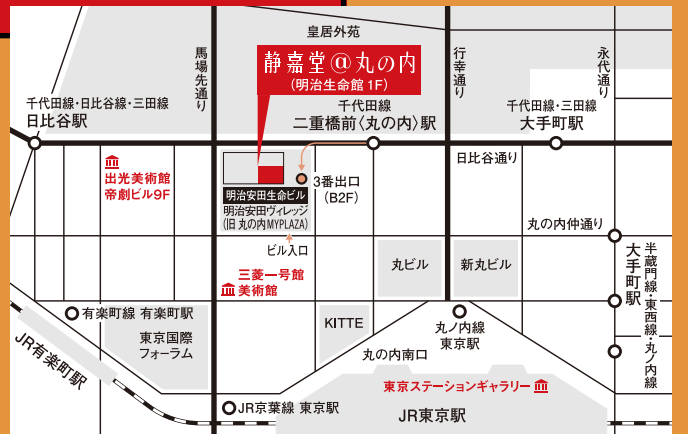 皇居外苑
馬場先通り
行幸通り
永代通り
静嘉堂@丸の内
(明治生命館 1F)
千代田線・日比谷線・三田線
日比谷駅
千代田線
二重橋前〈丸の内〉駅
千代田線・三田線
大手町駅
日比谷通り
出光美術館
帝劇ビル9F
3番出口
(B2F)
明治安田生命ビル
明治安田ヴィレッジ
(旧 丸の内MYPLAZA)
ビル入口
丸の内仲通り
丸ビル
新丸ビル
大手町駅
半蔵門線・東西線・丸ノ内線
三菱一号館
美術館
有楽町線 有楽町駅
東京国際
フォーラム
KITTE
丸ノ内線
東京駅
丸の内南口
JR有楽町駅
東京ステーションギャラリー
JR京葉線 東京駅
JR東京駅